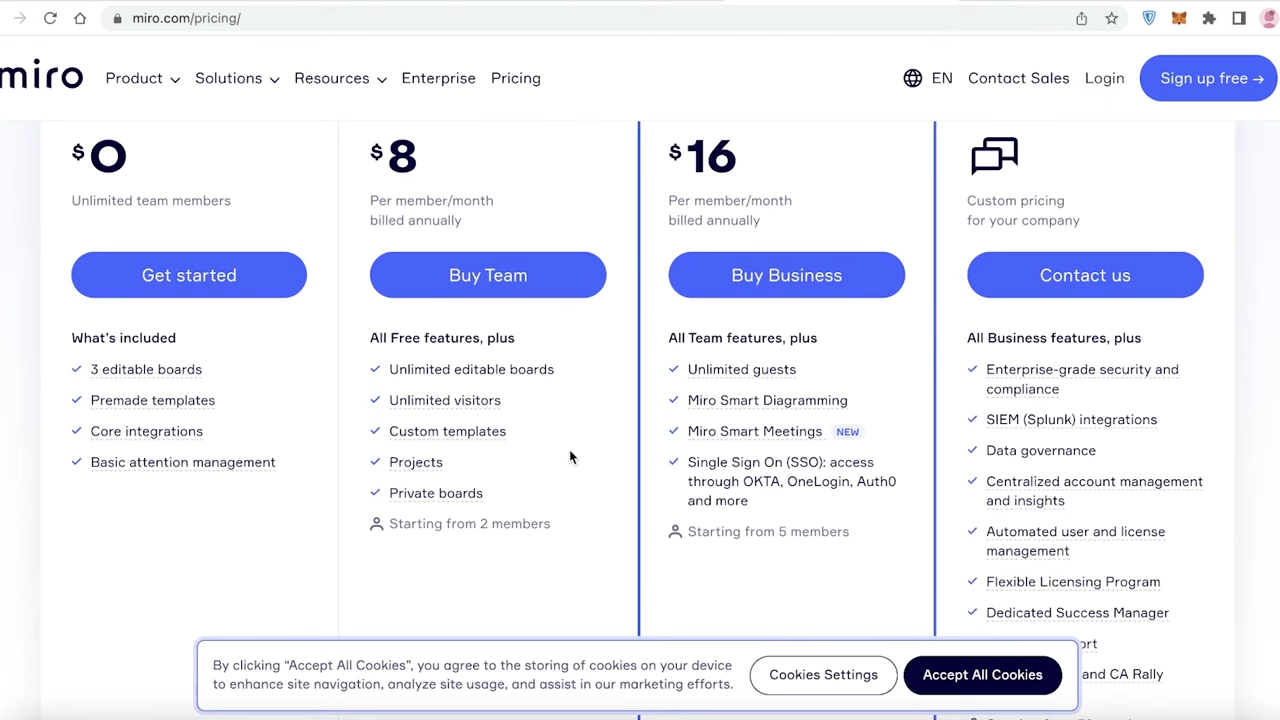 miro.com/pricing/
miro
Product
Solutions
Resources
Enterprise
Pricing
EN
Contact Sales
Login
Sign up free →
$0
Unlimited team members
Get started
What's included
3 editable boards
Premade templates
Core integrations
Basic attention management
$8
Per member/month
billed annually
Buy Team
All Free features, plus
Unlimited editable boards
Unlimited visitors
Custom templates
Projects
Private boards
Starting from 2 members
$16
Per member/month
billed annually
Buy Business
All Team features, plus
Unlimited guests
Miro Smart Diagramming
Miro Smart Meetings NEW
Single Sign On (SSO): access
through OKTA, OneLogin, Auth0
and more
Starting from 5 members
Custom pricing
for your company
Contact us
All Business features, plus
Enterprise-grade security and
compliance
SIEM (Splunk) integrations
Data governance
Centralized account management
and insights
Automated user and license
management
Flexible Licensing Program
Dedicated Success Manager
and CA Rally
By clicking “Accept All Cookies”, you agree to the storing of cookies on your device
to enhance site navigation, analyze site usage, and assist in our marketing efforts.
Cookies Settings
Accept All Cookies